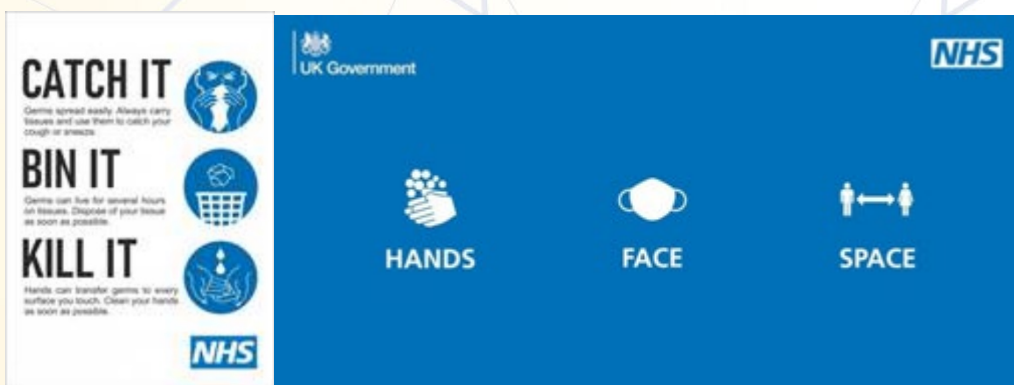 CATCH IT
Germs spread easily. Always carry
tissues and use them to catch your
cough or sneeze.
BIN IT
Germs can live for several hours
on tissues. Dispose of your tissue
as soon as possible.
KILL IT
Hands can transfer germs to every
surface you touch. Clean your hands
as soon as possible.
NHS
UK Government
NHS
HANDS
FACE
SPACE